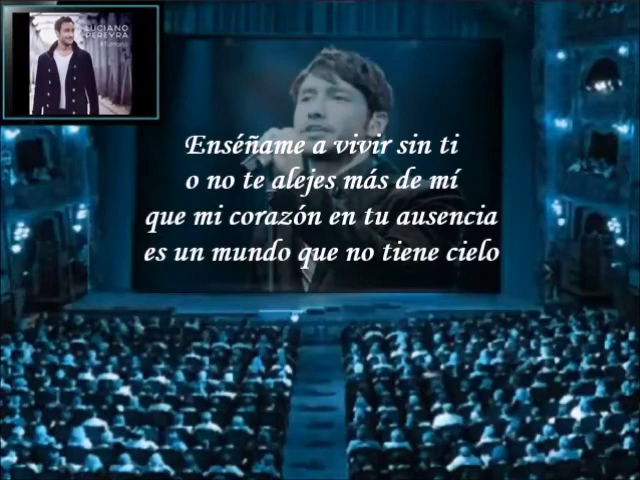 LUCIANO
PEREYRA
#TuMano
Enséñame a vivir sin ti
o no te alejes más de mí
que mi corazón en tu ausencia
es un mundo que no tiene cielo